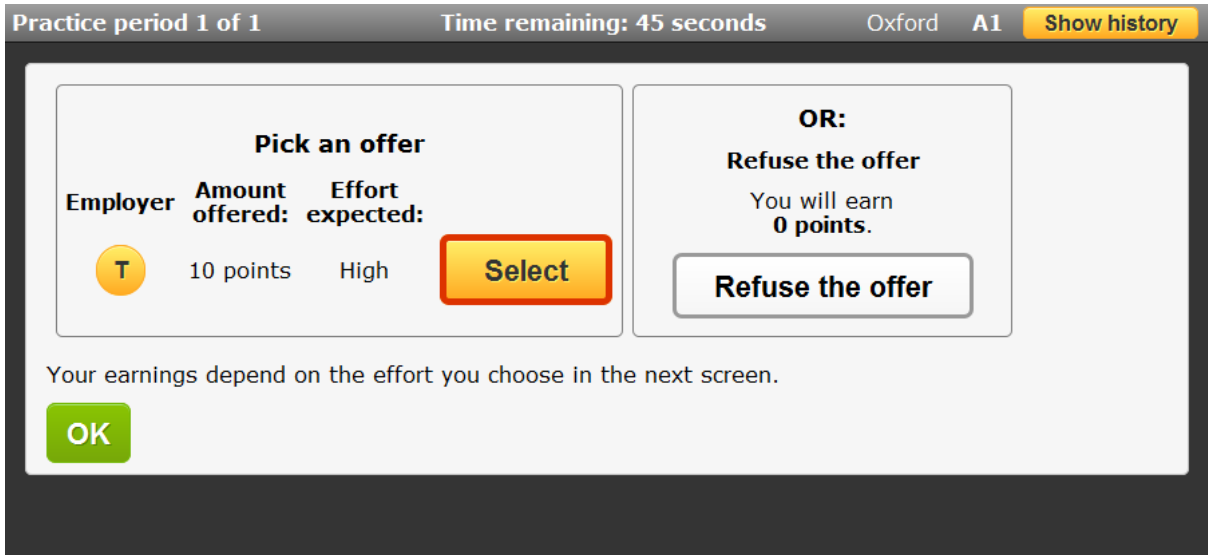 Practice period 1 of 1 Time remaining: 45 seconds Oxford A1 Show history
Pick an offer
Employer Amount offered: Effort expected:
T 10 points High Select
OR:
Refuse the offer
You will earn
0 points.
Refuse the offer
Your earnings depend on the effort you choose in the next screen.
OK